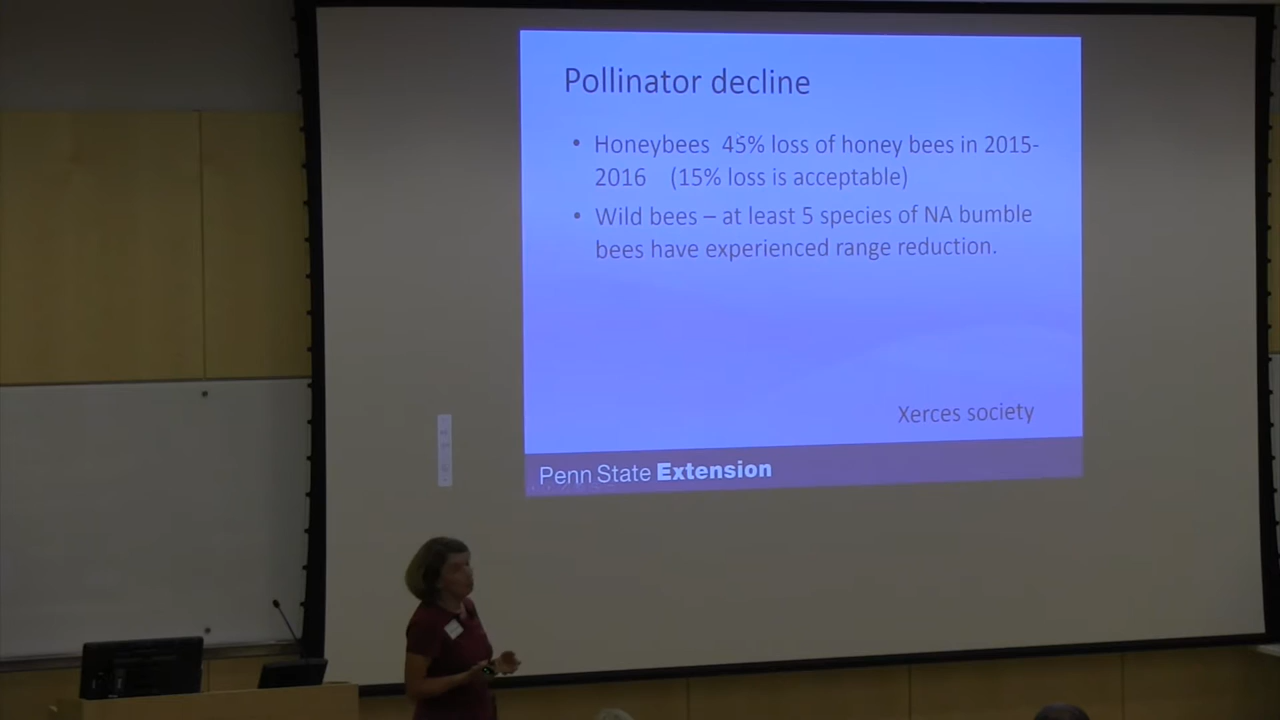 Pollinator decline
• Honeybees 45% loss of honey bees in 2015-
2016 (15% loss is acceptable)
• Wild bees – at least 5 species of NA bumble
bees have experienced range reduction.
Xerces society
Penn State Extension